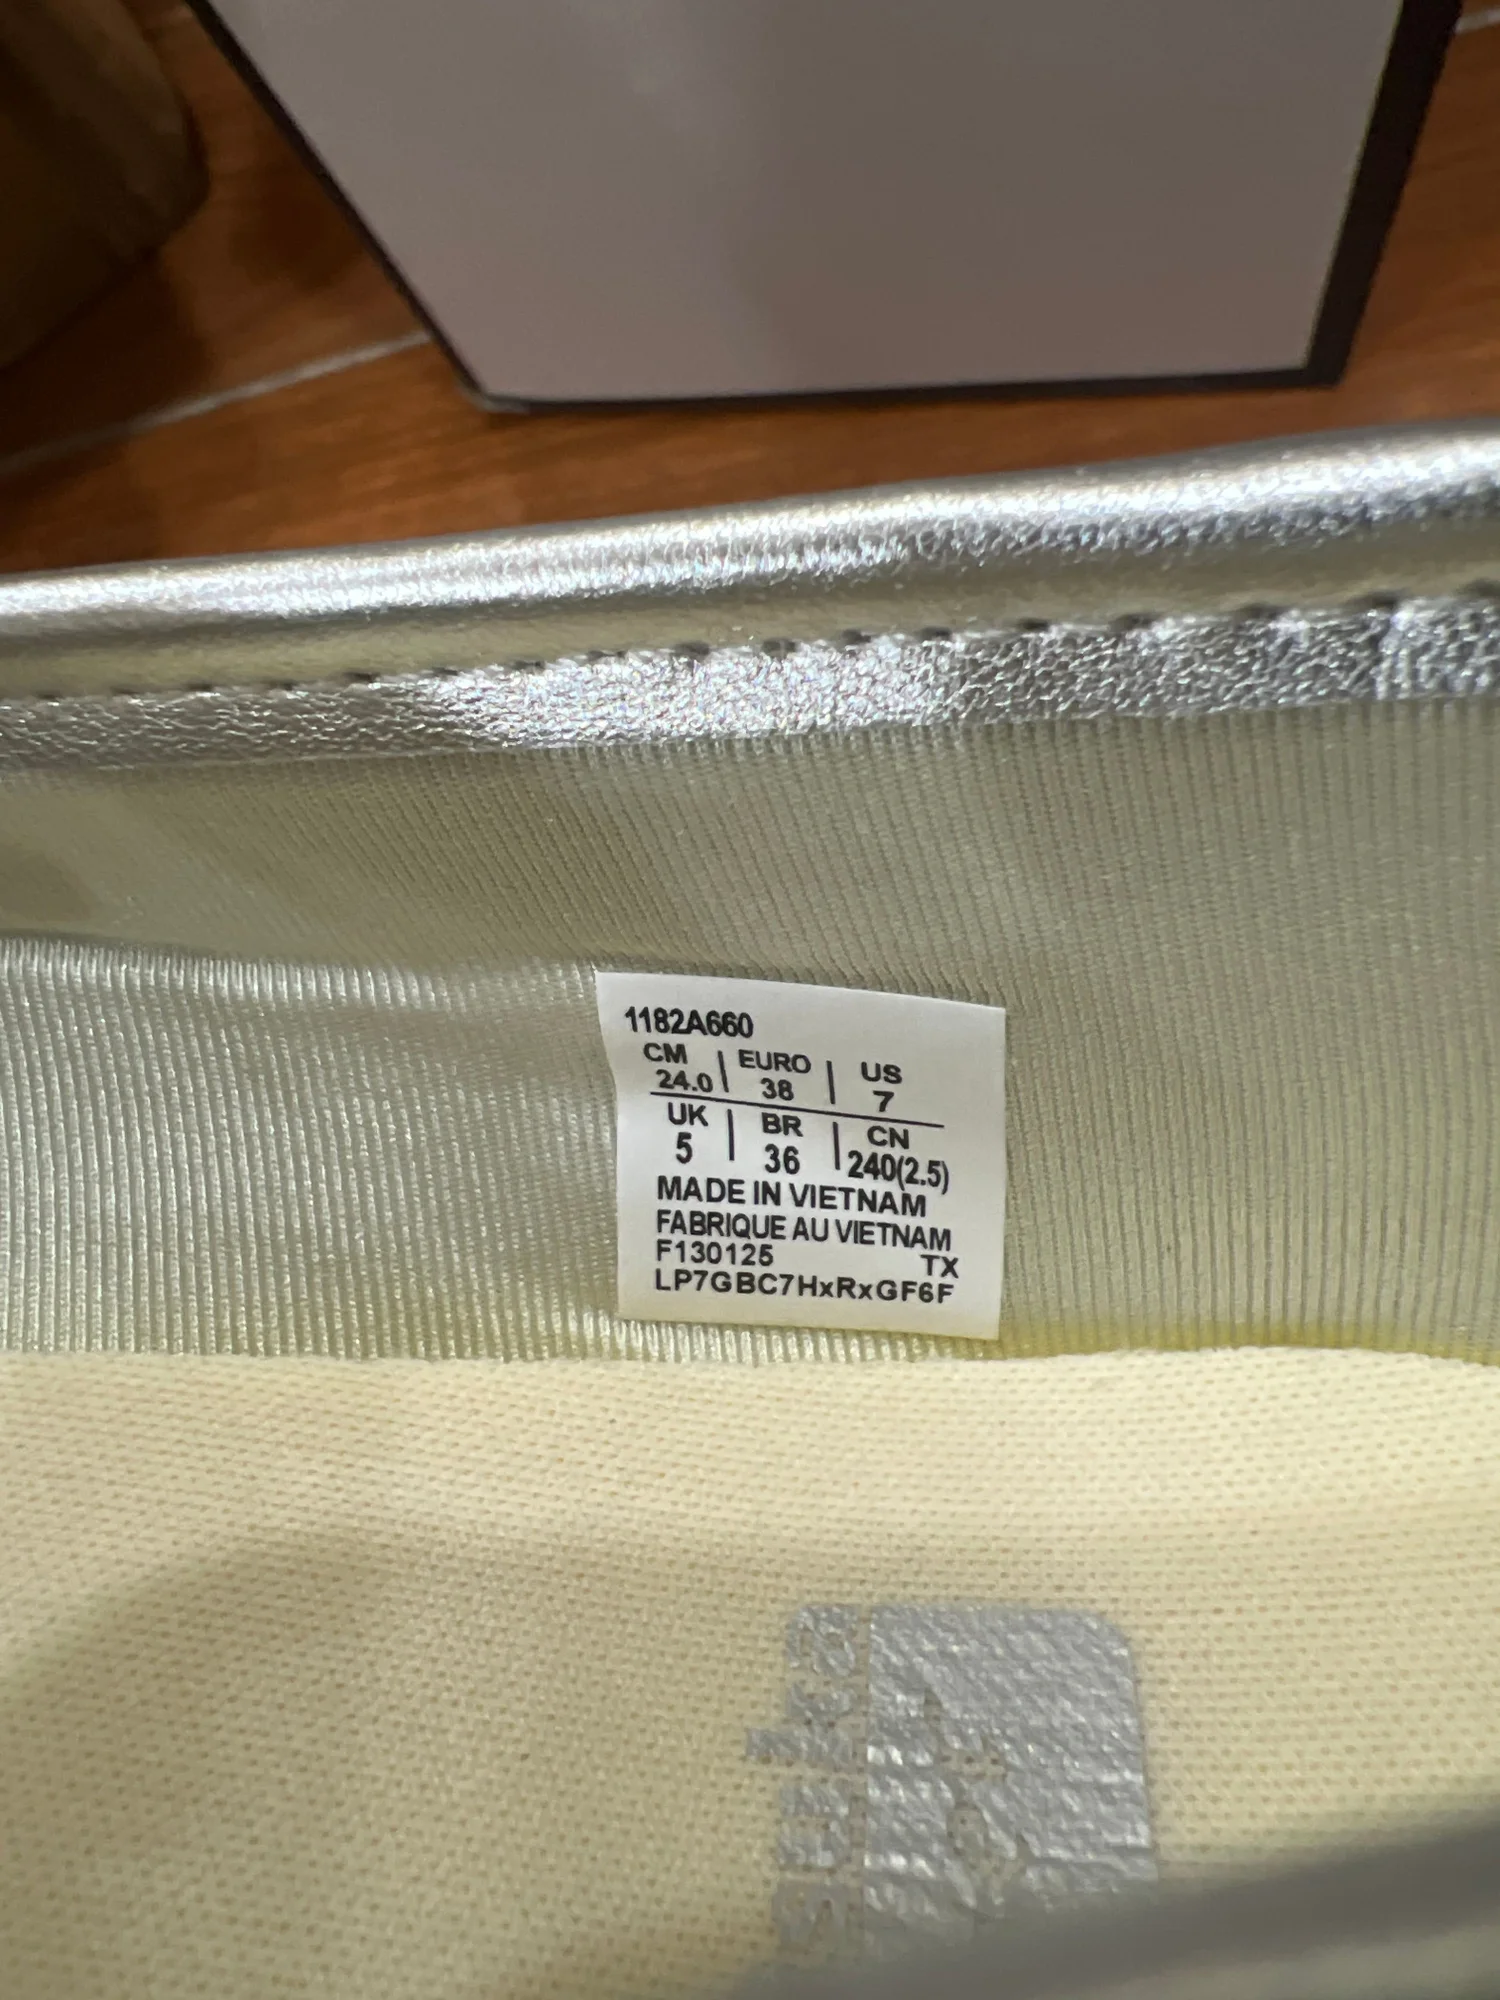 1182A660
CM | EURO | US
24.0 | 38 | 7
UK | BR | CN
5 | 36 | 240(2.5)
MADE IN VIETNAM
FABRIQUE AU VIETNAM
F130125 TX
LP7GBC7HxRxGF6F